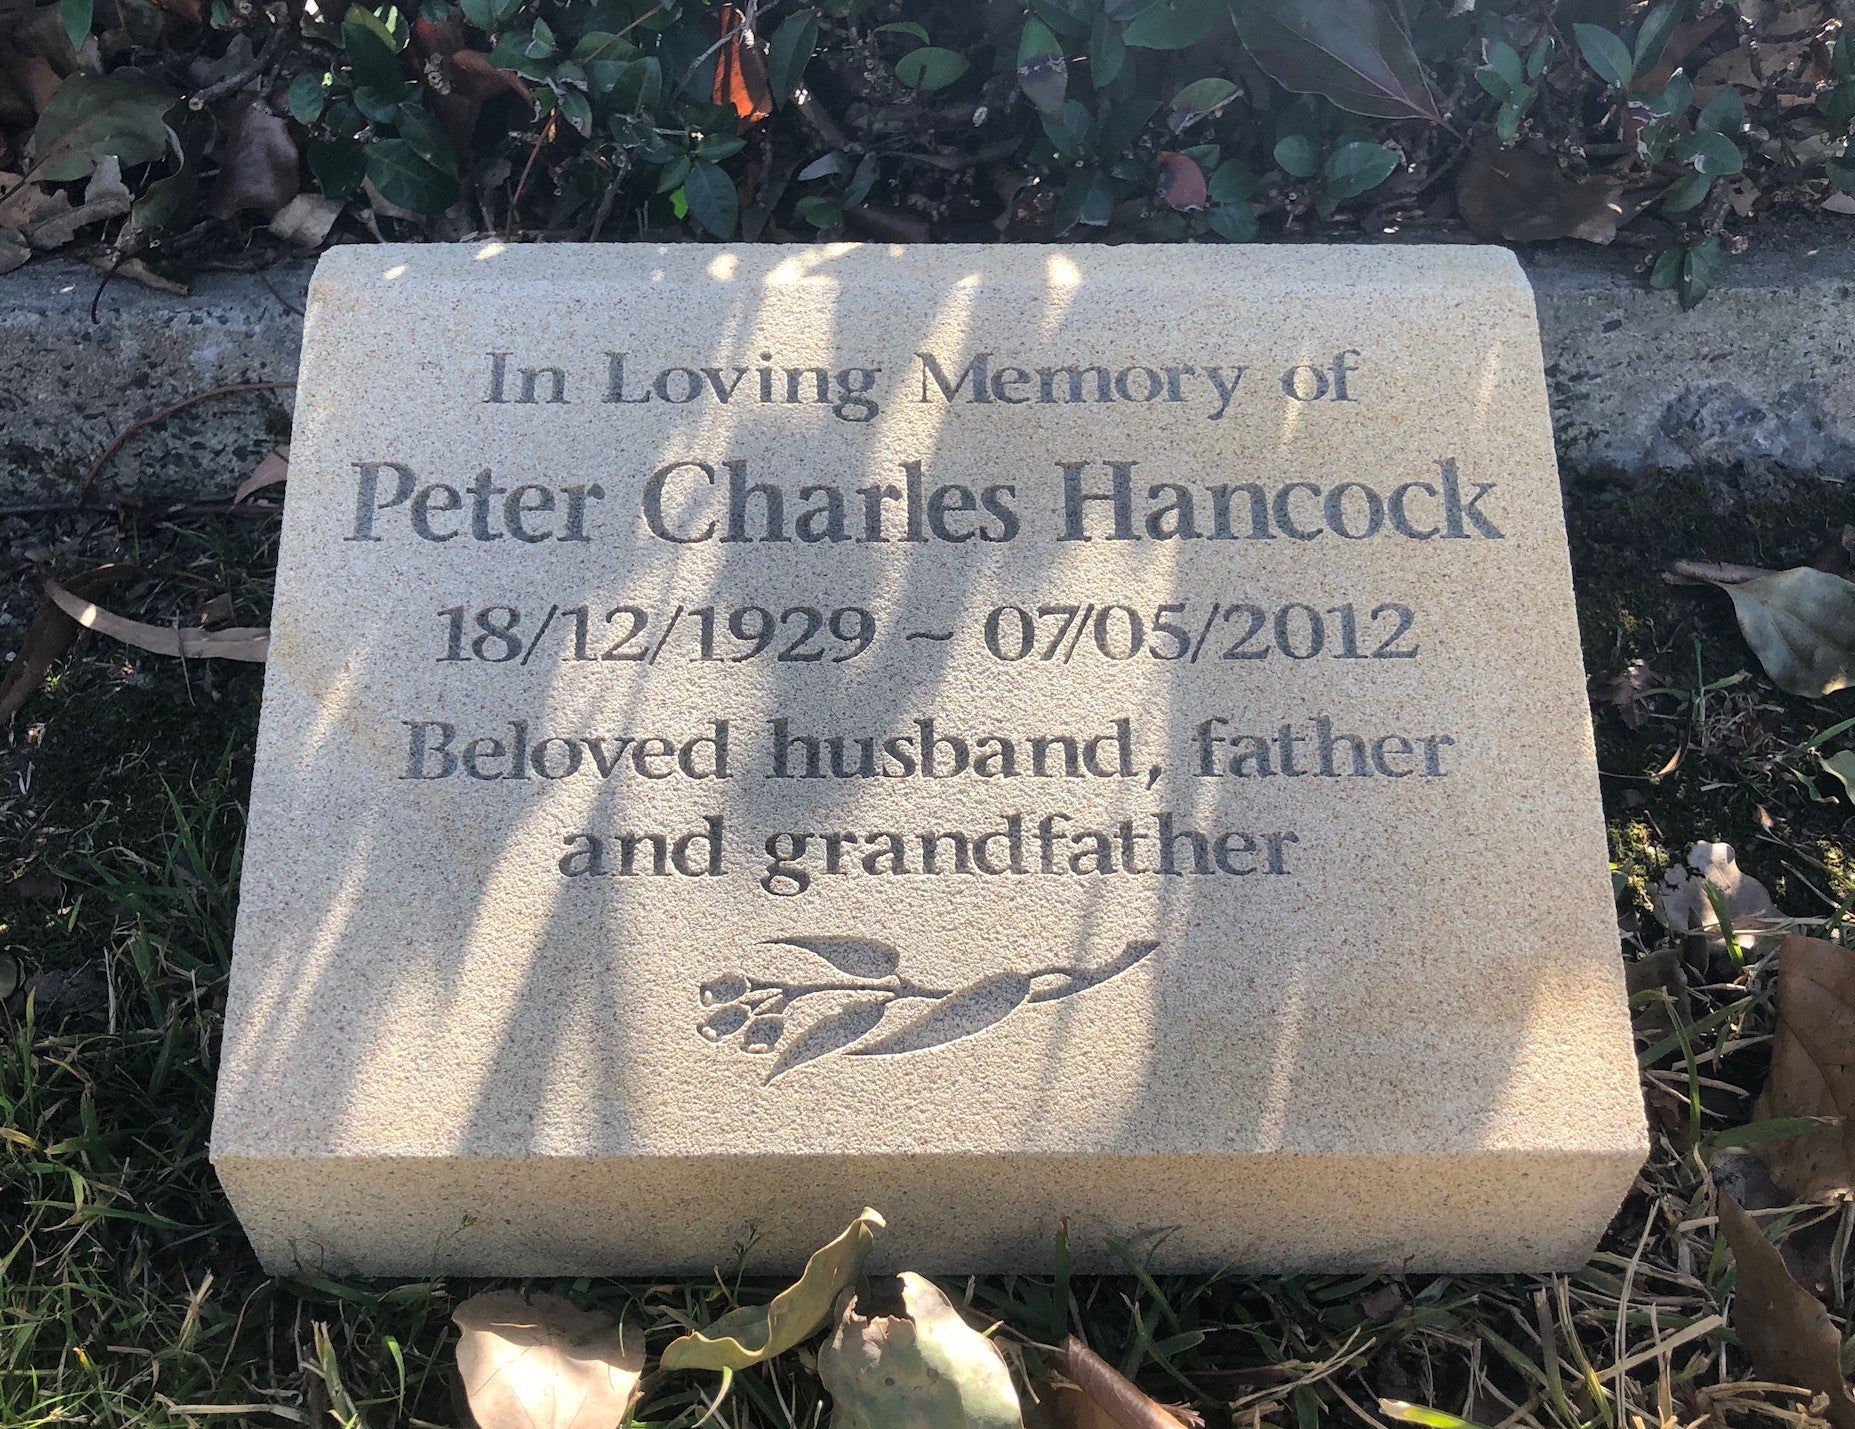 In Loving Memory of
Peter Charles Hancock
18/12/1929 ~ 07/05/2012
Beloved husband, father
and grandfather